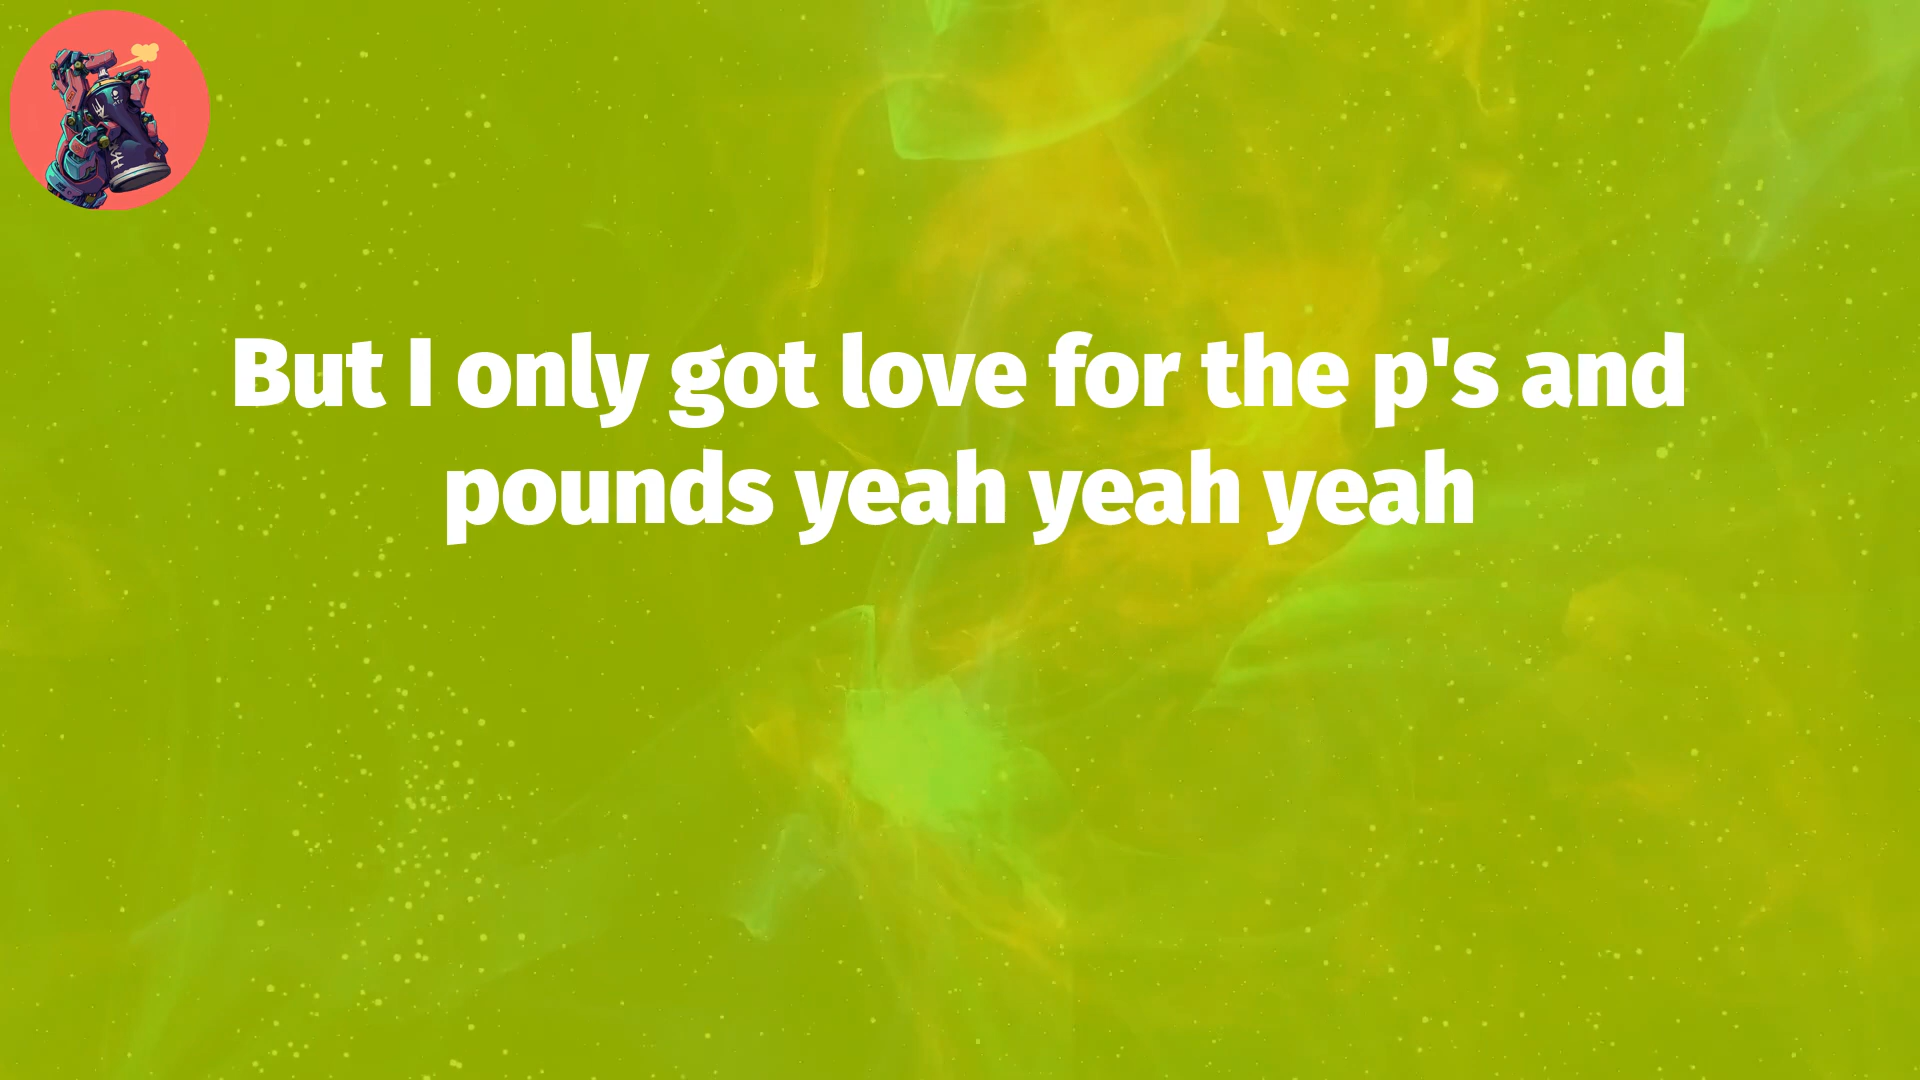 But I only got love for the p's and
pounds yeah yeah yeah